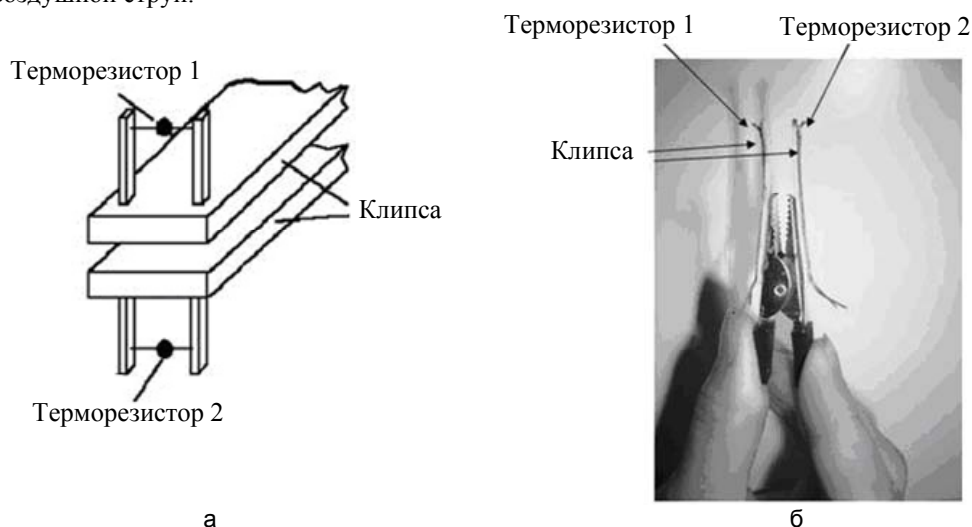 воздушной струи.
Терморезистор 1
Клипса
Терморезистор 2
а
Терморезистор 1
Терморезистор 2
Клипса
б